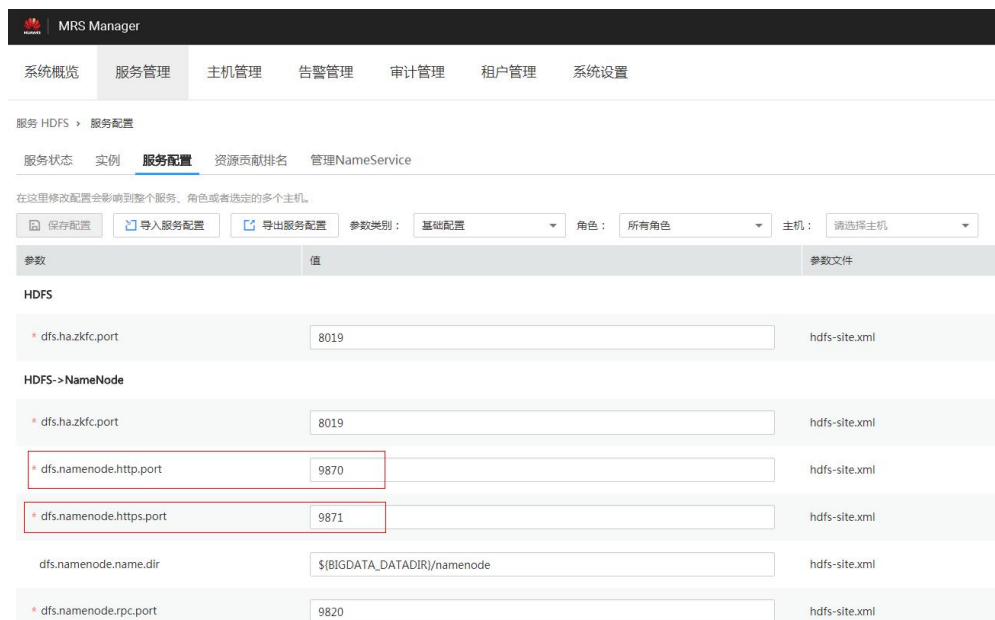 HUAWEI MRS Manager
系统概览 服务管理 主机管理 告警管理 审计管理 租户管理 系统设置
服务 HDFS › 服务配置
服务状态 实例 服务配置 资源贡献排名 管理NameService
在这里修改配置会影响到整个服务、角色或者选定的多个主机。
保存配置 导入服务配置 导出服务配置 参数类别： 基础配置 角色： 所有角色 主机： 请选择主机
参数 值 参数文件
HDFS
* dfs.ha.zkfc.port 8019 hdfs-site.xml
HDFS->NameNode
* dfs.ha.zkfc.port 8019 hdfs-site.xml
* dfs.namenode.http.port 9870 hdfs-site.xml
* dfs.namenode.https.port 9871 hdfs-site.xml
dfs.namenode.name.dir ${BIGDATA_DATADIR}/namenode hdfs-site.xml
* dfs.namenode.rpc.port 9820 hdfs-site.xml